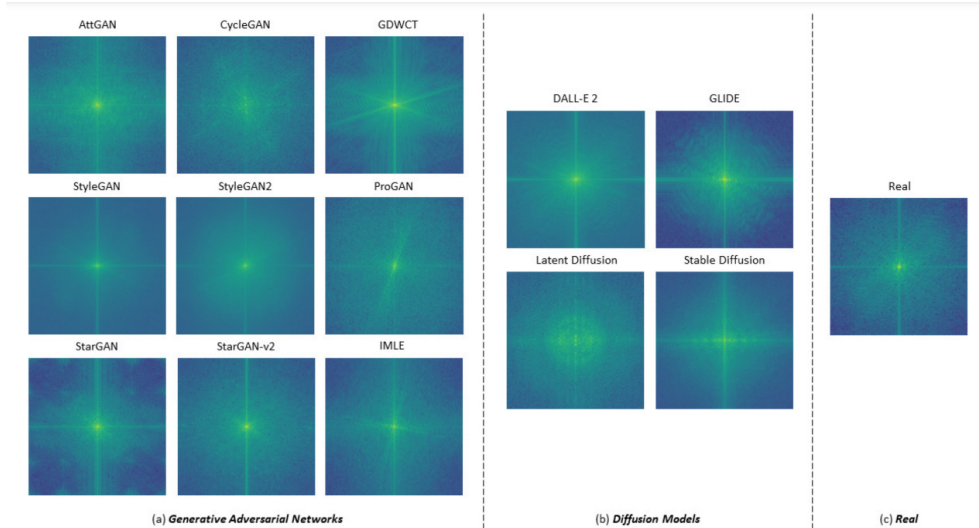 AttGAN CycleGAN GDWCT
DALL-E 2 GLIDE
StyleGAN StyleGAN2 ProGAN
Real
Latent Diffusion Stable Diffusion
StarGAN StarGAN-v2 IMLE
(a) Generative Adversarial Networks
(b) Diffusion Models
(c) Real